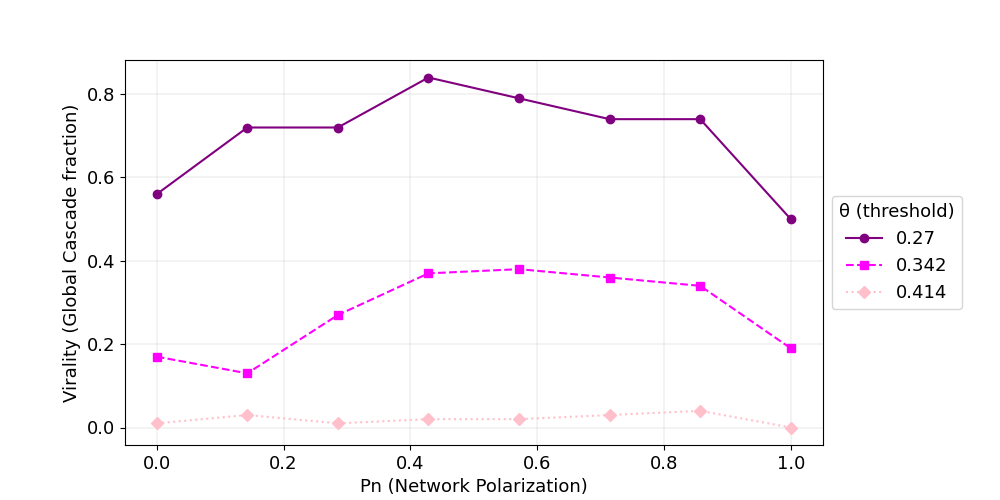 Virality (Global Cascade fraction)
0.8
0.6
0.4
0.2
0.0
0.0 0.2 0.4 0.6 0.8 1.0
Pn (Network Polarization)
θ (threshold)
0.27
0.342
0.414